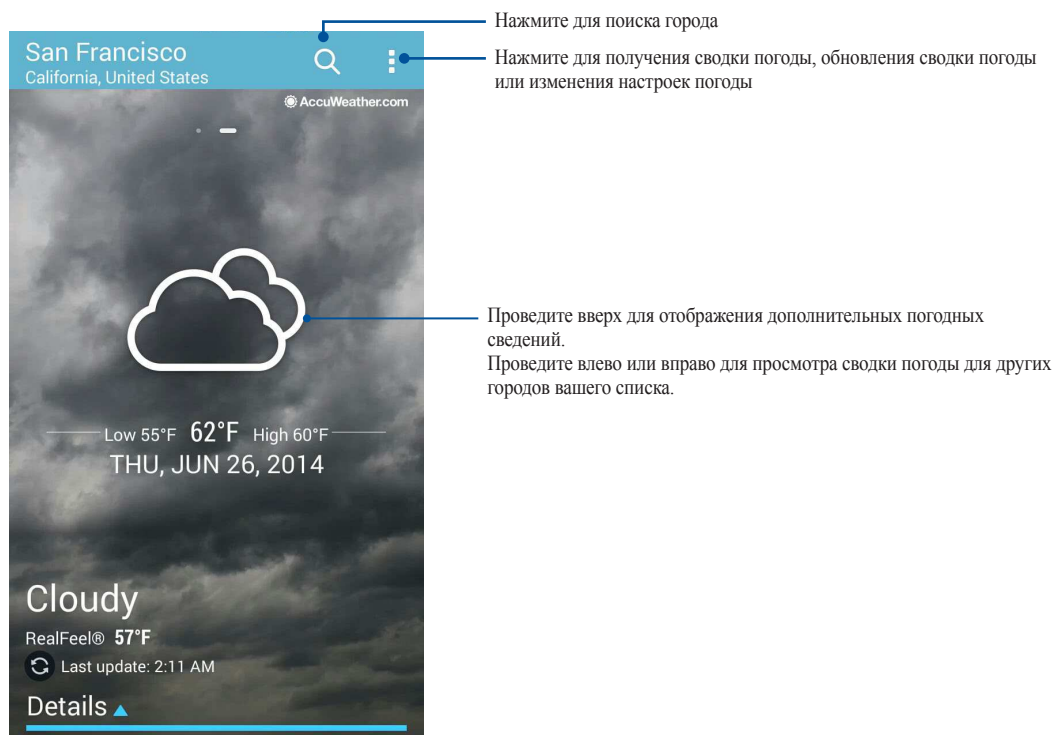 Нажмите для поиска города
San Francisco
California, United States
Нажмите для получения сводки погоды, обновления сводки погоды
или изменения настроек погоды
AccuWeather.com
Проведите вверх для отображения дополнительных погодных
сведений.
Проведите влево или вправо для просмотра сводки погоды для других
городов вашего списка.
Low 55°F 62°F High 60°F
THU, JUN 26, 2014
Cloudy
RealFeel® 57°F
Last update: 2:11 AM
Details